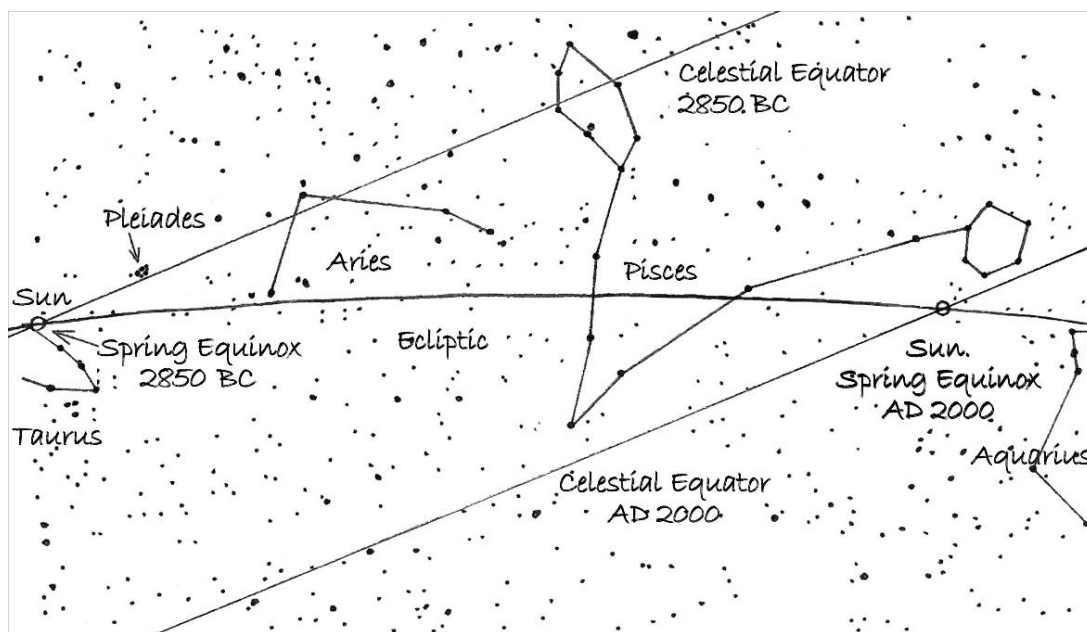 Celestial Equator
2850 BC
Pleiades
Aries
Pisces
Sun
Ecliptic
Spring Equinox
2850 BC
Sun.
Spring Equinox
AD 2000
Taurus
Aquarius
Celestial Equator
AD 2000